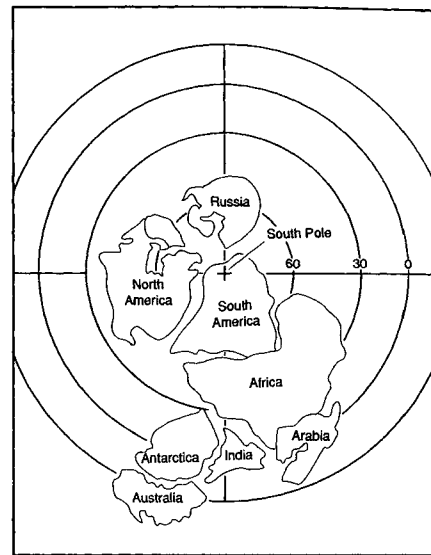 Russia
South Pole
60
30
0
North
America
South
America
Africa
Arabia
Antarctica
India
Australia